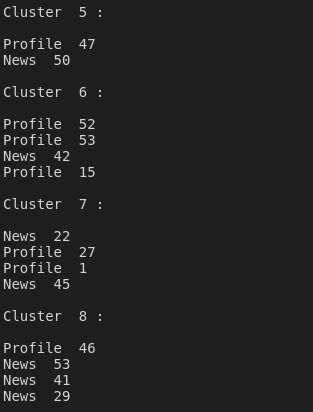 Cluster  5 :
Profile  47
News  50
Cluster  6 :
Profile  52
Profile  53
News  42
Profile  15
Cluster  7 :
News  22
Profile  27
Profile  1
News  45
Cluster  8 :
Profile  46
News  53
News  41
News  29